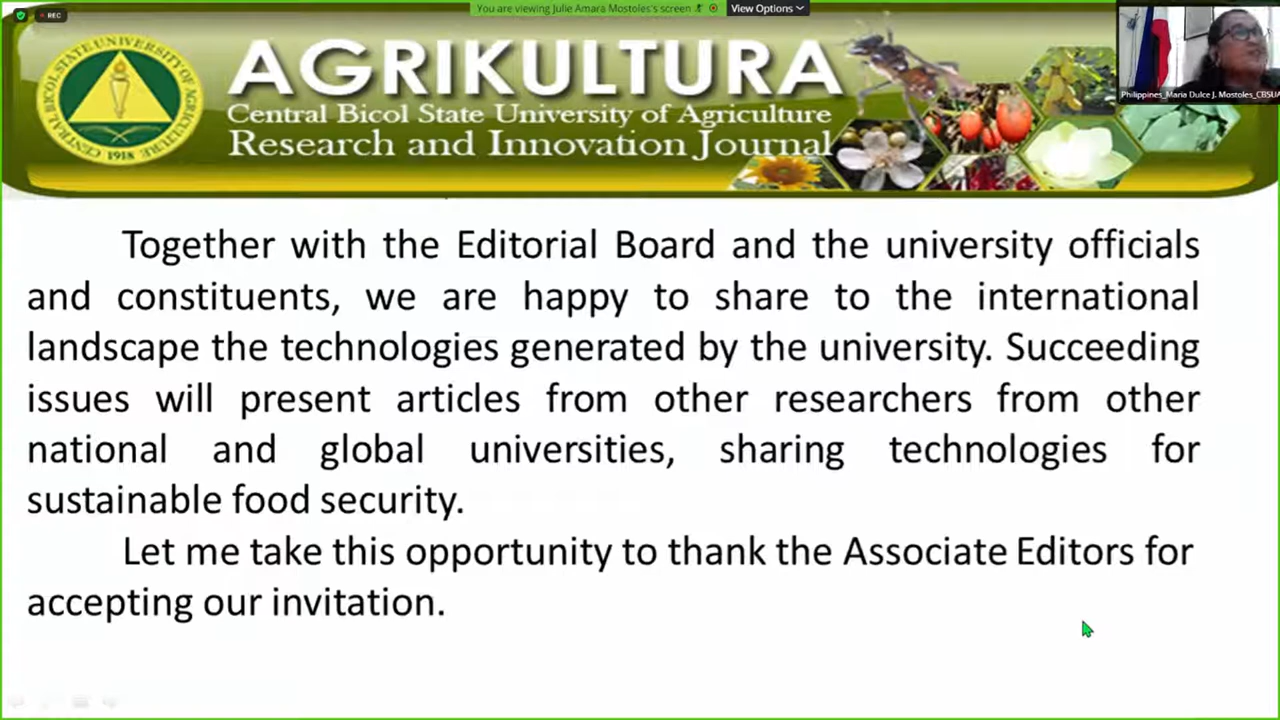 REC
You are viewing Julie Amara Mostoles's screen
View Options
Philippines_Maria Dulce J. Mostoles_CBSUA
CENTRAL BICOL STATE UNIVERSITY OF AGRICULTURE
1918
AGRIKULTURA
Central Bicol State University of Agriculture
Research and Innovation Journal
Together with the Editorial Board and the university officials
and constituents, we are happy to share to the international
landscape the technologies generated by the university. Succeeding
issues will present articles from other researchers from other
national and global universities, sharing technologies for
sustainable food security.
Let me take this opportunity to thank the Associate Editors for
accepting our invitation.